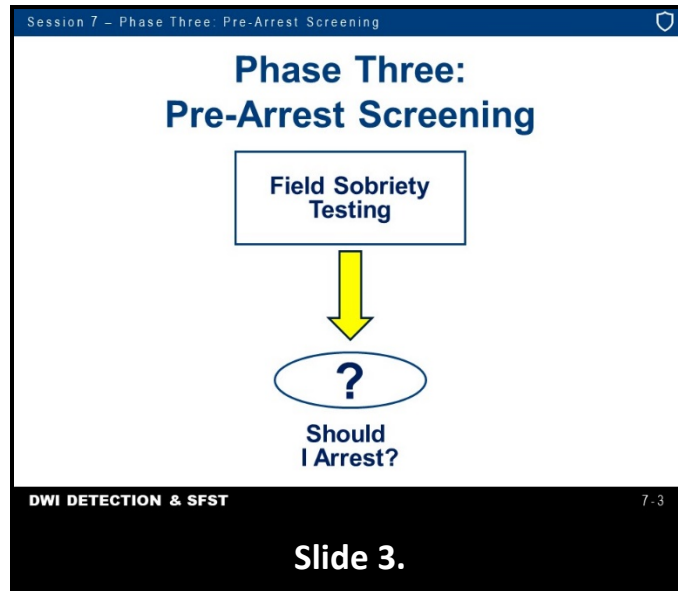 Session 7 – Phase Three: Pre-Arrest Screening
Phase Three:
Pre-Arrest Screening
Field Sobriety
Testing
?
Should
I Arrest?
DWI DETECTION & SFST
7-3
Slide 3.